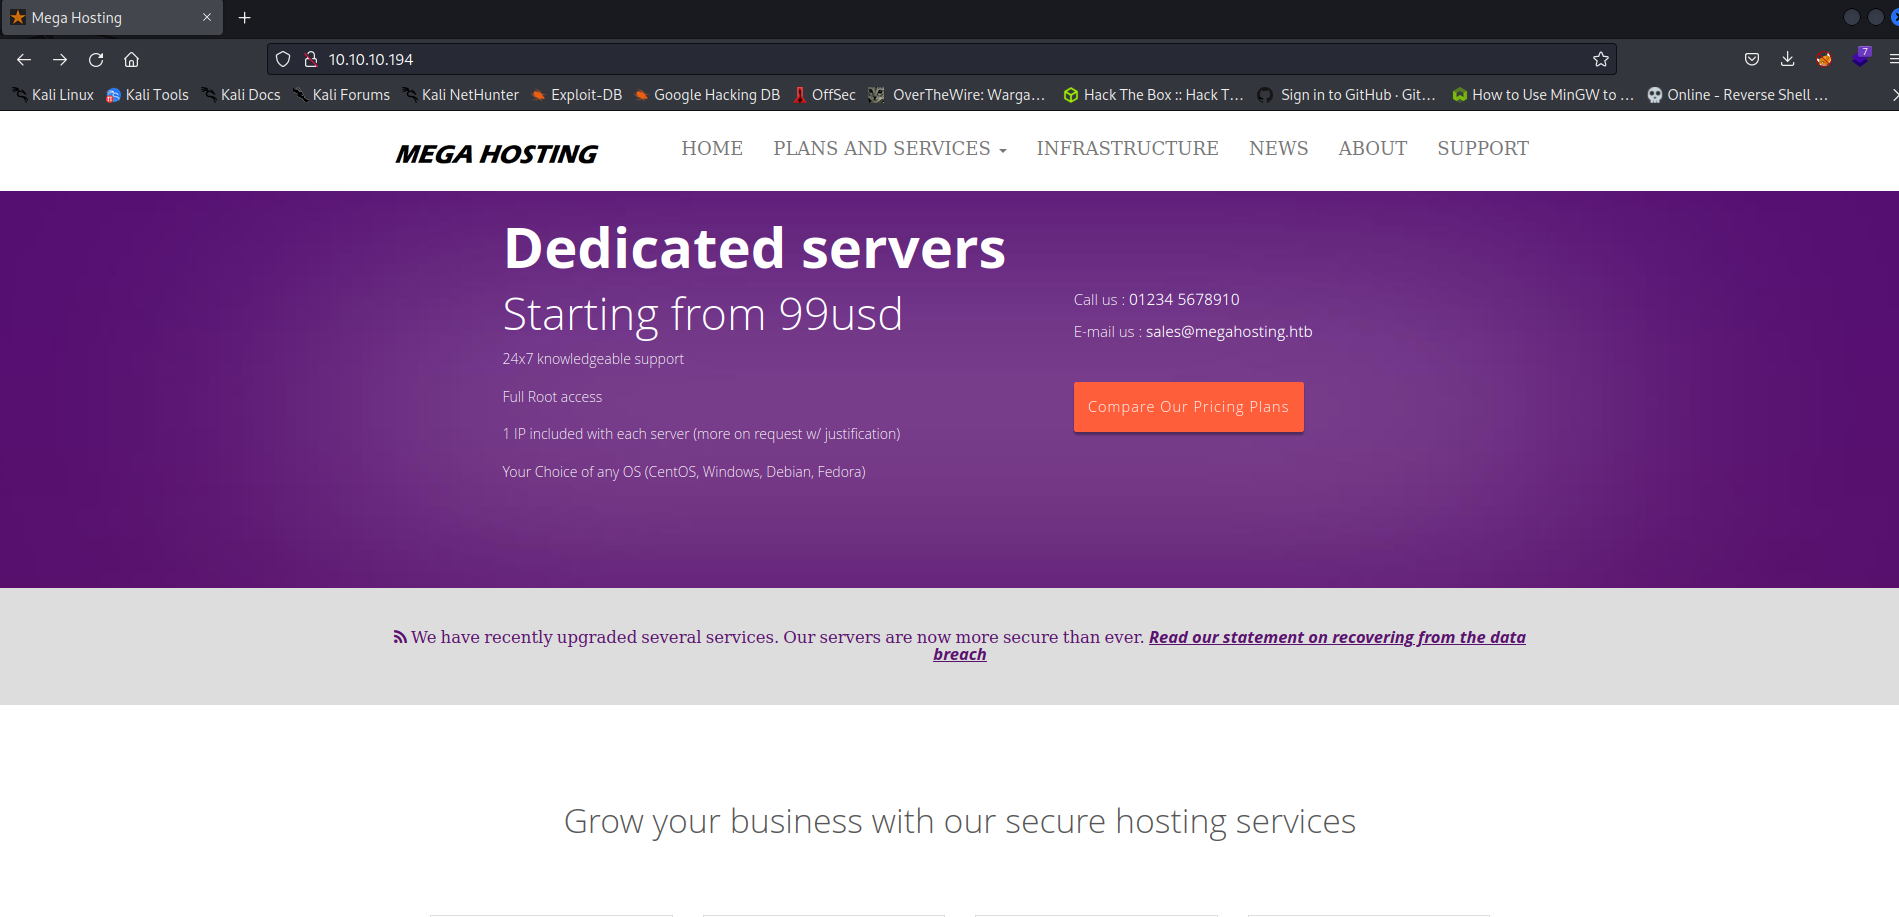 Mega Hosting
10.10.10.194
7
Kali Linux Kali Tools Kali Docs Kali Forums Kali NetHunter Exploit-DB Google Hacking DB OffSec OverTheWire: Warga… Hack The Box :: Hack T… Sign in to GitHub · Git… How to Use MinGW to … Online - Reverse Shell …
MEGA HOSTING HOME PLANS AND SERVICES INFRASTRUCTURE NEWS ABOUT SUPPORT
Dedicated servers
Starting from 99usd
24x7 knowledgeable support
Full Root access
1 IP included with each server (more on request w/ justification)
Your Choice of any OS (CentOS, Windows, Debian, Fedora)
Call us : 01234 5678910
E-mail us : sales@megahosting.htb
Compare Our Pricing Plans
We have recently upgraded several services. Our servers are now more secure than ever. Read our statement on recovering from the data
breach
Grow your business with our secure hosting services